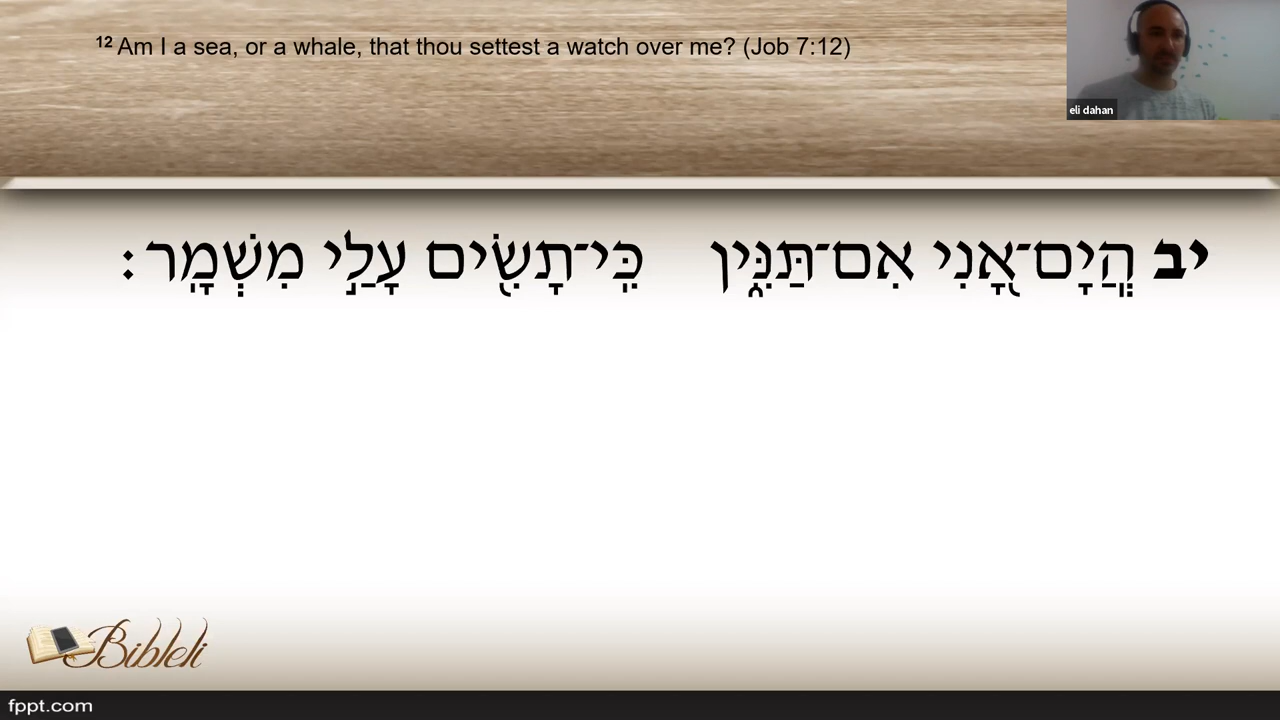 ¹² Am I a sea, or a whale, that thou settest a watch over me? (Job 7:12)
eli dahan
יב הֲֽיָם־אָ֭נִי אִם־תַּנִּ֑ין כִּֽי־תָשִׂ֖ים עָלַ֣י מִשְׁמָֽר׃
Bibleli
fppt.com